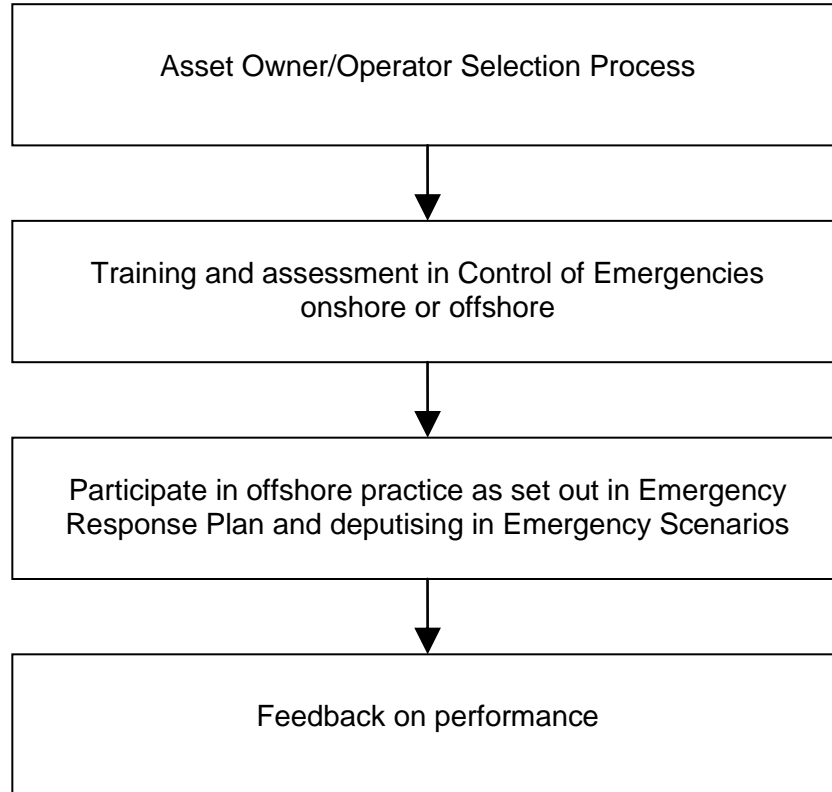 Asset Owner/Operator Selection Process
Training and assessment in Control of Emergencies
onshore or offshore
Participate in offshore practice as set out in Emergency
Response Plan and deputising in Emergency Scenarios
Feedback on performance